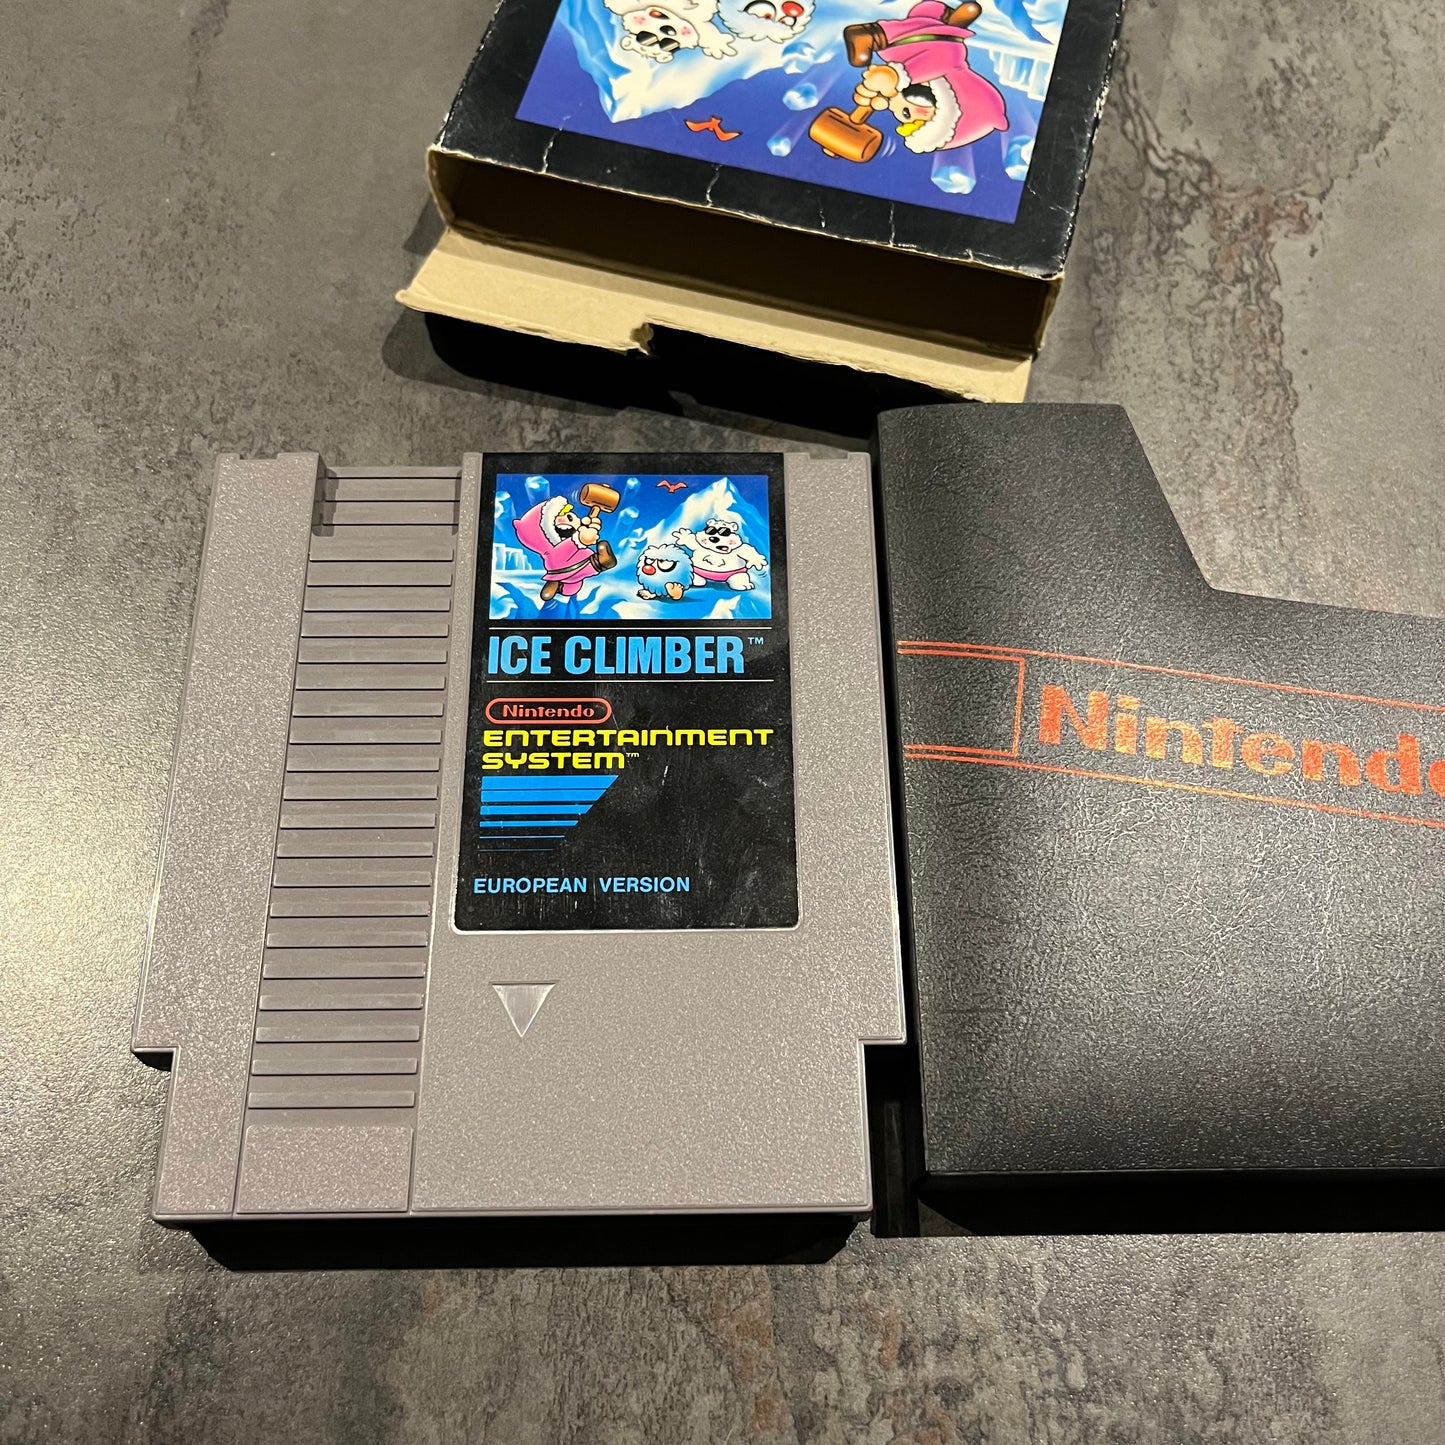 ICE CLIMBER™
Nintendo®
ENTERTAINMENT
SYSTEM™
EUROPEAN VERSION
Nintendo